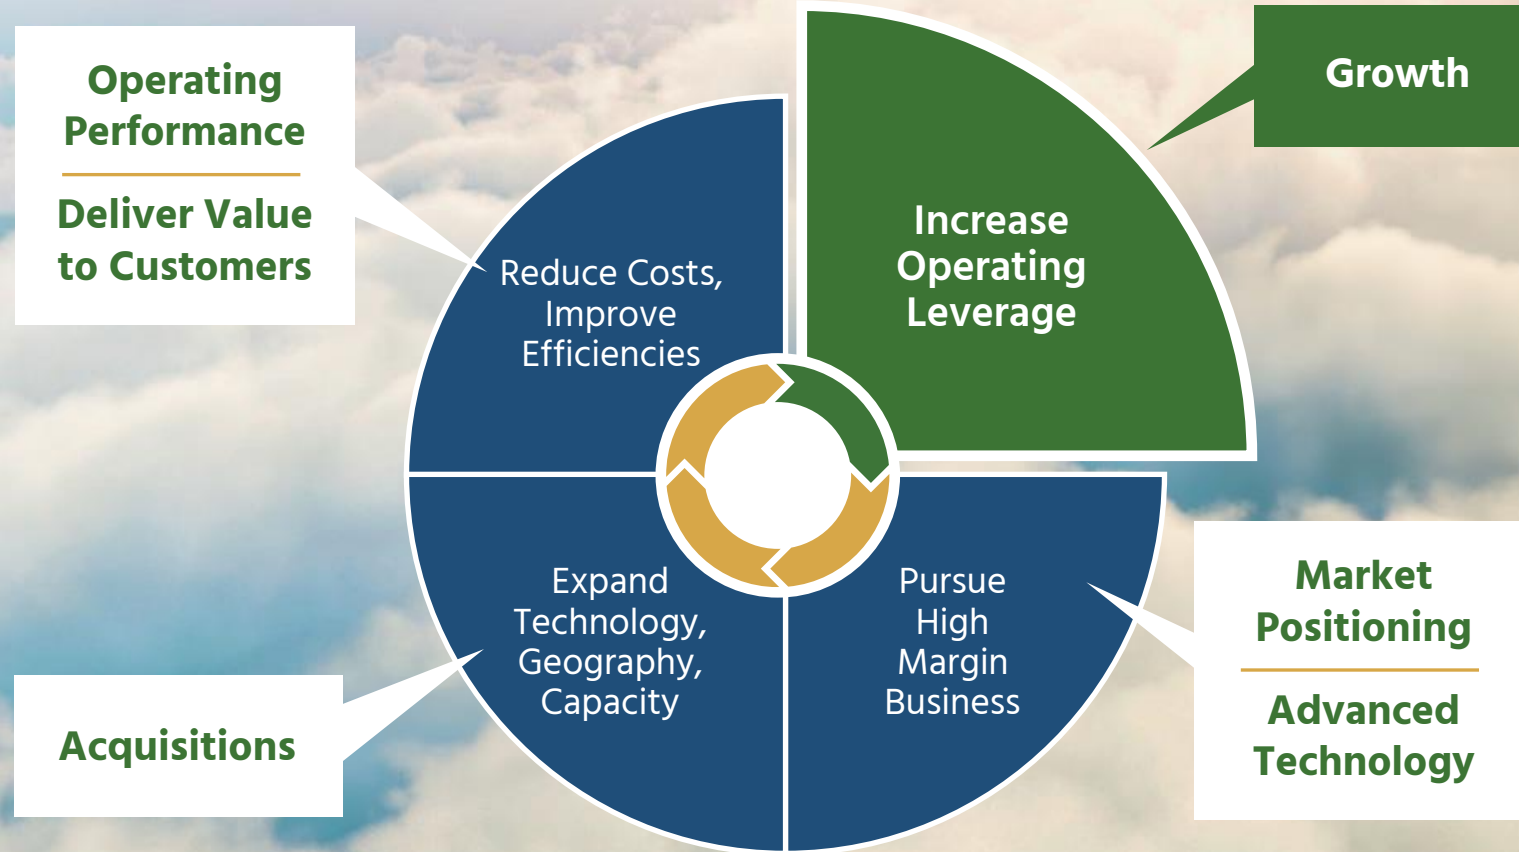 Operating
Performance
Deliver Value
to Customers
Reduce Costs,
Improve
Efficiencies
Increase
Operating
Leverage
Growth
Expand
Technology,
Geography,
Capacity
Acquisitions
Pursue
High
Margin
Business
Market
Positioning
Advanced
Technology